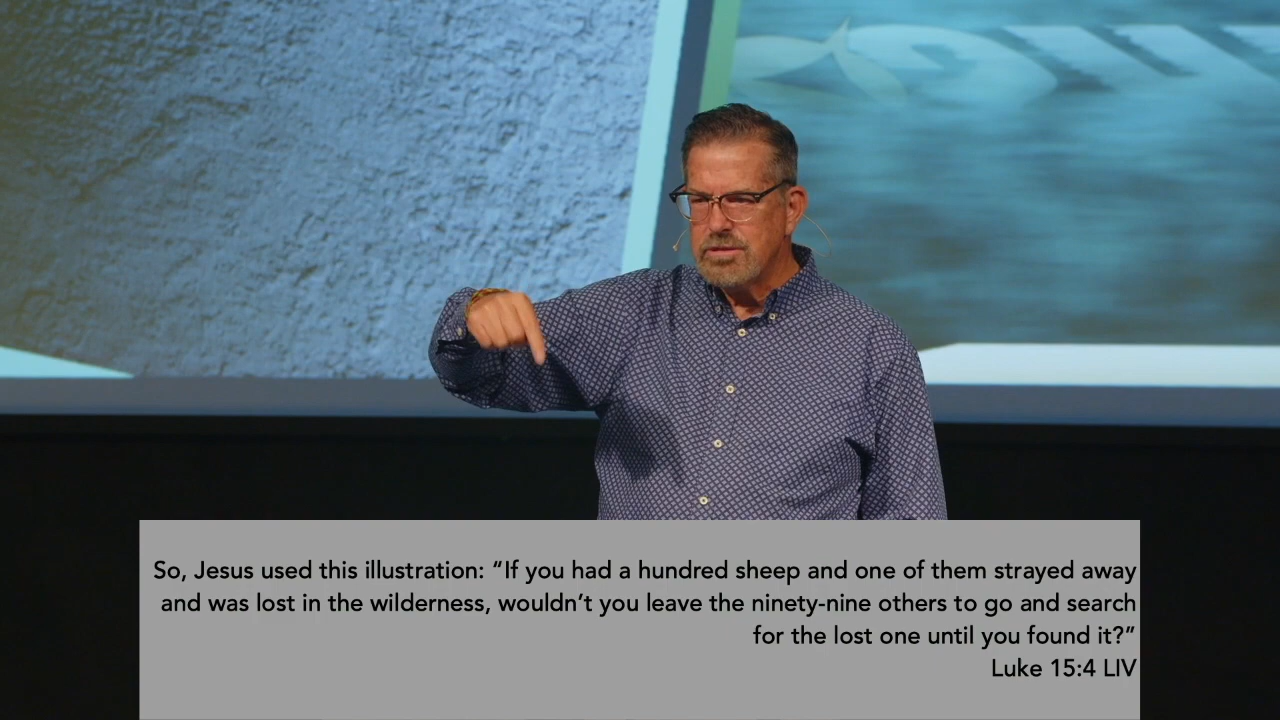 So, Jesus used this illustration: “If you had a hundred sheep and one of them strayed away
and was lost in the wilderness, wouldn’t you leave the ninety-nine others to go and search
for the lost one until you found it?”
Luke 15:4 LIV